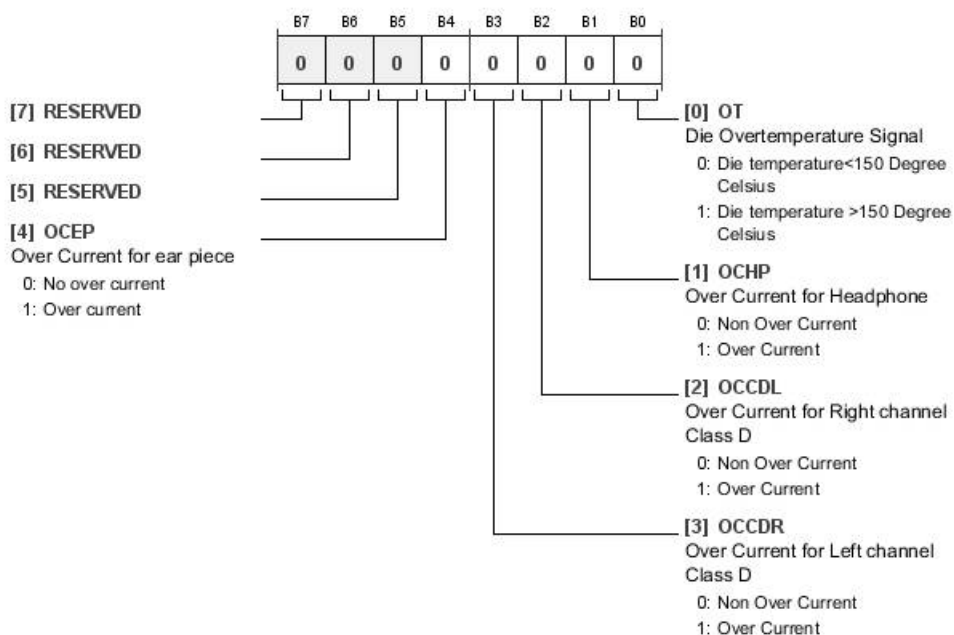 B7 B6 B5 B4 B3 B2 B1 B0
0 0 0 0 0 0 0 0
[7] RESERVED
[6] RESERVED
[5] RESERVED
[4] OCEP
Over Current for ear piece
0: No over current
1: Over current
[0] OT
Die Overtemperature Signal
0: Die temperature<150 Degree
Celsius
1: Die temperature >150 Degree
Celsius
[1] OCHP
Over Current for Headphone
0: Non Over Current
1: Over Current
[2] OCCDL
Over Current for Right channel
Class D
0: Non Over Current
1: Over Current
[3] OCCDR
Over Current for Left channel
Class D
0: Non Over Current
1: Over Current